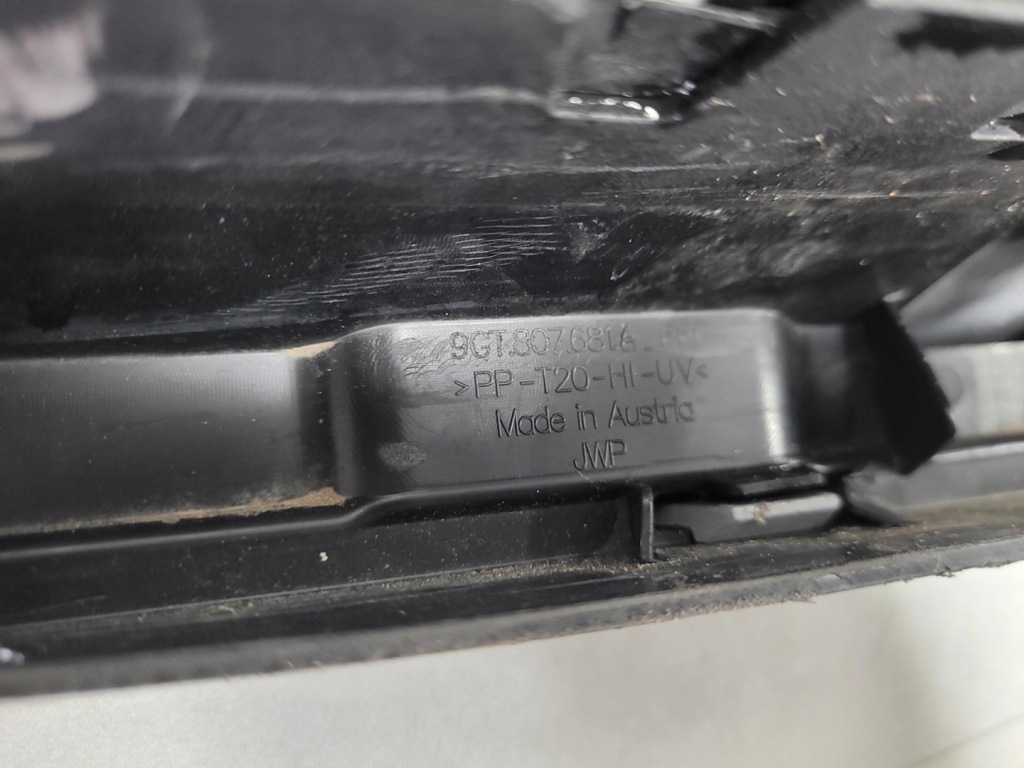 9GT.807.681.A
>PP-T20-HI-UV<
Made in Austria
JWP